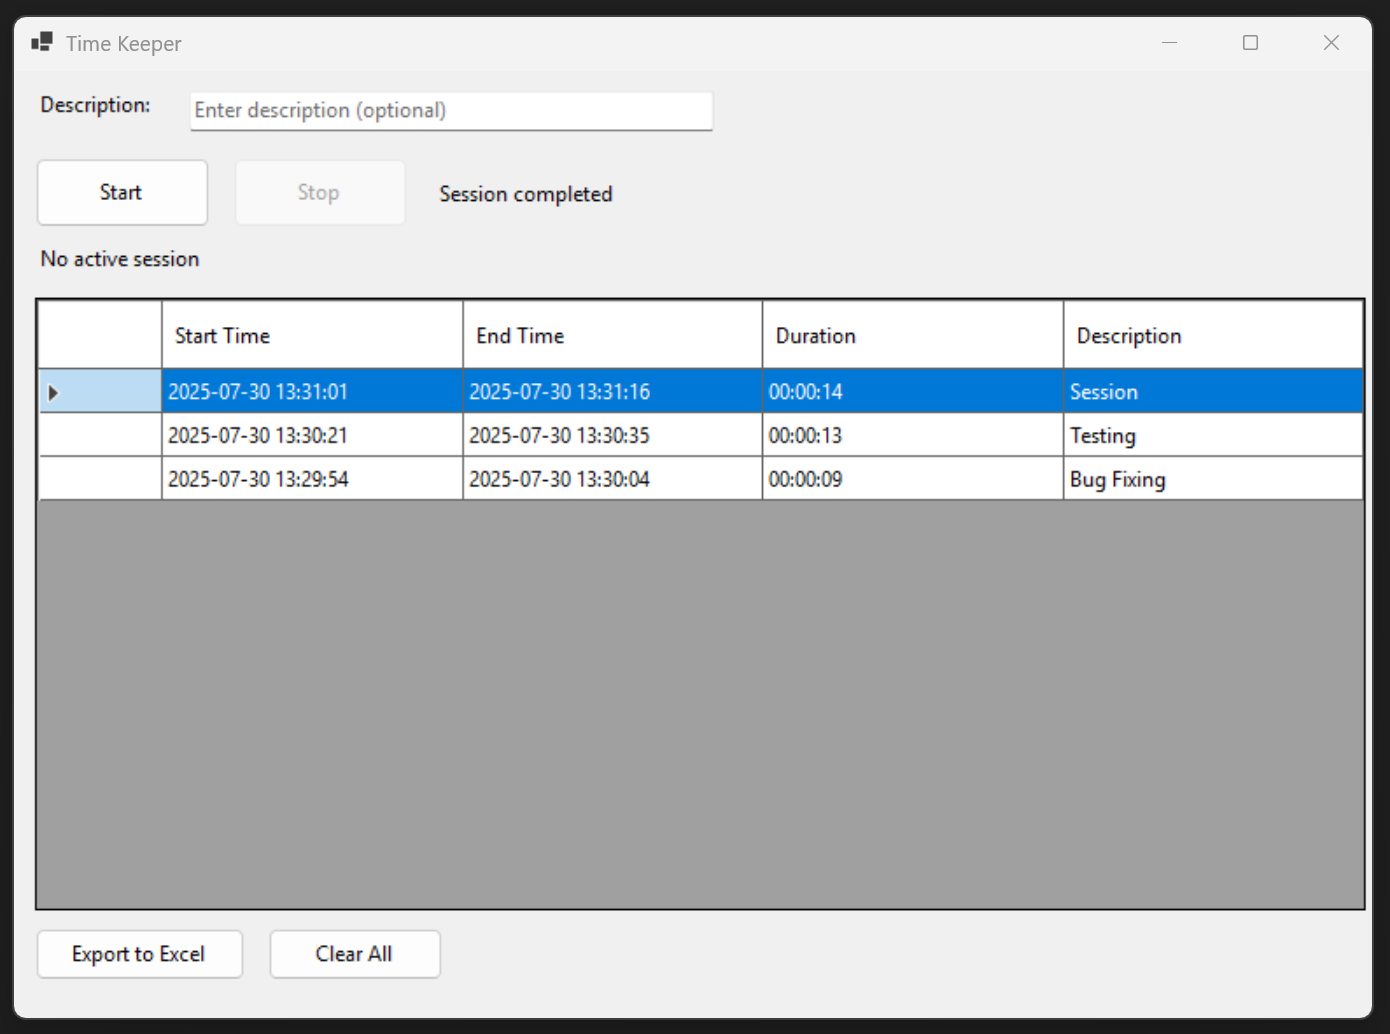 Time Keeper
Description:
Enter description (optional)
Start
Stop
Session completed
No active session
Start Time End Time Duration Description
2025-07-30 13:31:01 2025-07-30 13:31:16 00:00:14 Session
2025-07-30 13:30:21 2025-07-30 13:30:35 00:00:13 Testing
2025-07-30 13:29:54 2025-07-30 13:30:04 00:00:09 Bug Fixing
Export to Excel
Clear All